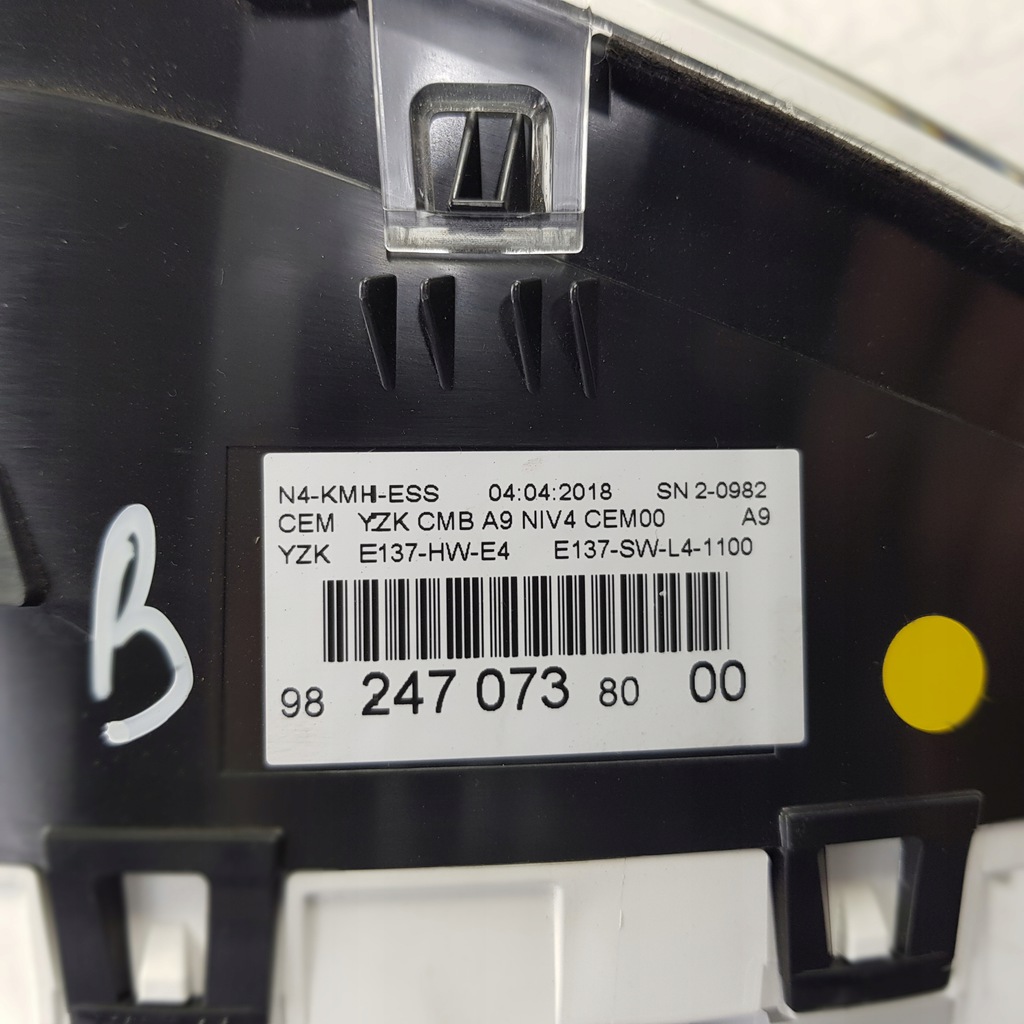 N4-KMH-ESS 04:04:2018 SN 2-0982
CEM YZK CMB A9 NIV4 CEM00 A9
YZK E137-HW-E4 E137-SW-L4-1100
98 247 073 80 00
B